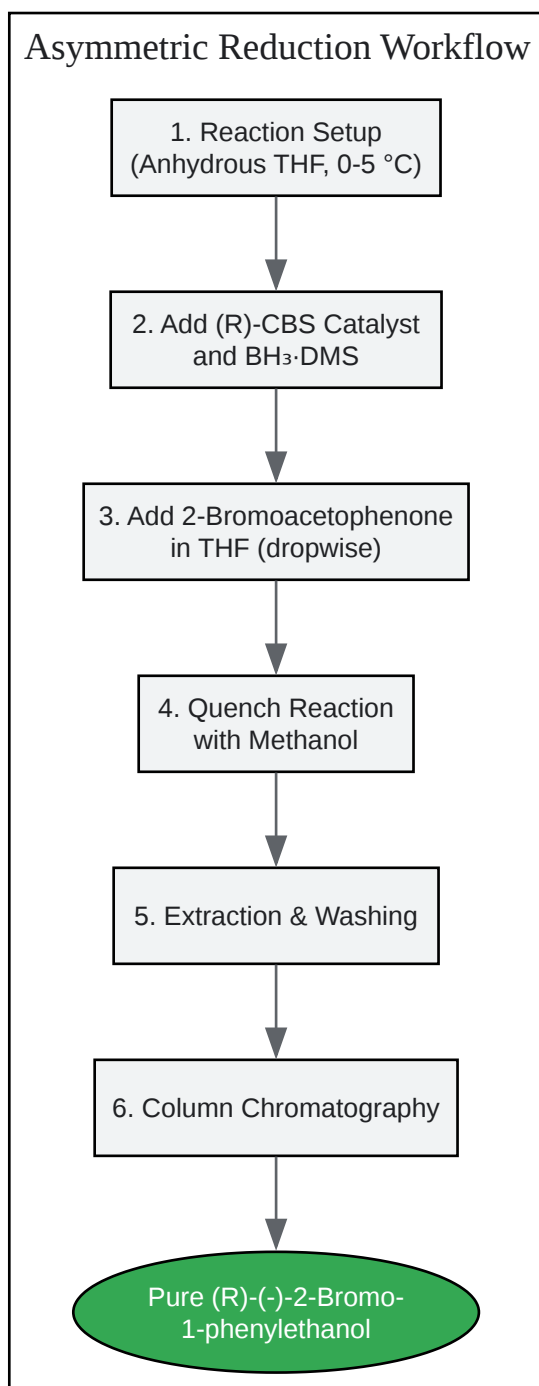 Asymmetric Reduction Workflow
1. Reaction Setup
(Anhydrous THF, 0-5 °C)
2. Add (R)-CBS Catalyst
and BH₃·DMS
3. Add 2-Bromoacetophenone
in THF (dropwise)
4. Quench Reaction
with Methanol
5. Extraction & Washing
6. Column Chromatography
Pure (R)-(-)-2-Bromo-
1-phenylethanol